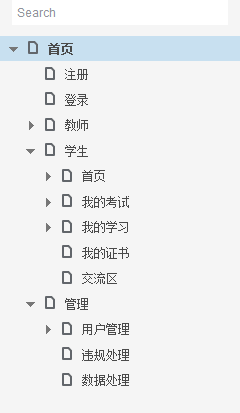 Search
首页
注册
登录
教师
学生
首页
我的考试
我的学习
我的证书
交流区
管理
用户管理
违规处理
数据处理